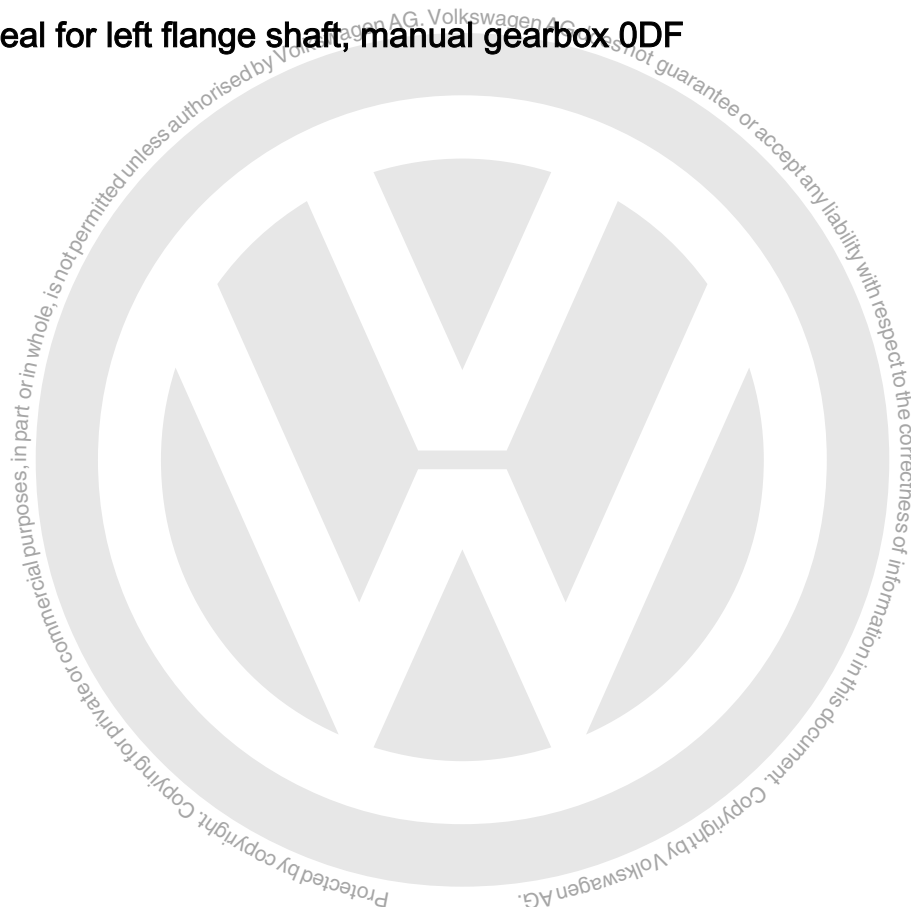 eal for left flange shaft, manual gearbox 0DF
Protected by copyright. Copying for private or commercial purposes, in part or in whole, is not permitted unless authorised by Volkswagen AG. Volkswagen AG does not guarantee or accept any liability with respect to the correctness of information in this document. Copyright by Volkswagen AG.